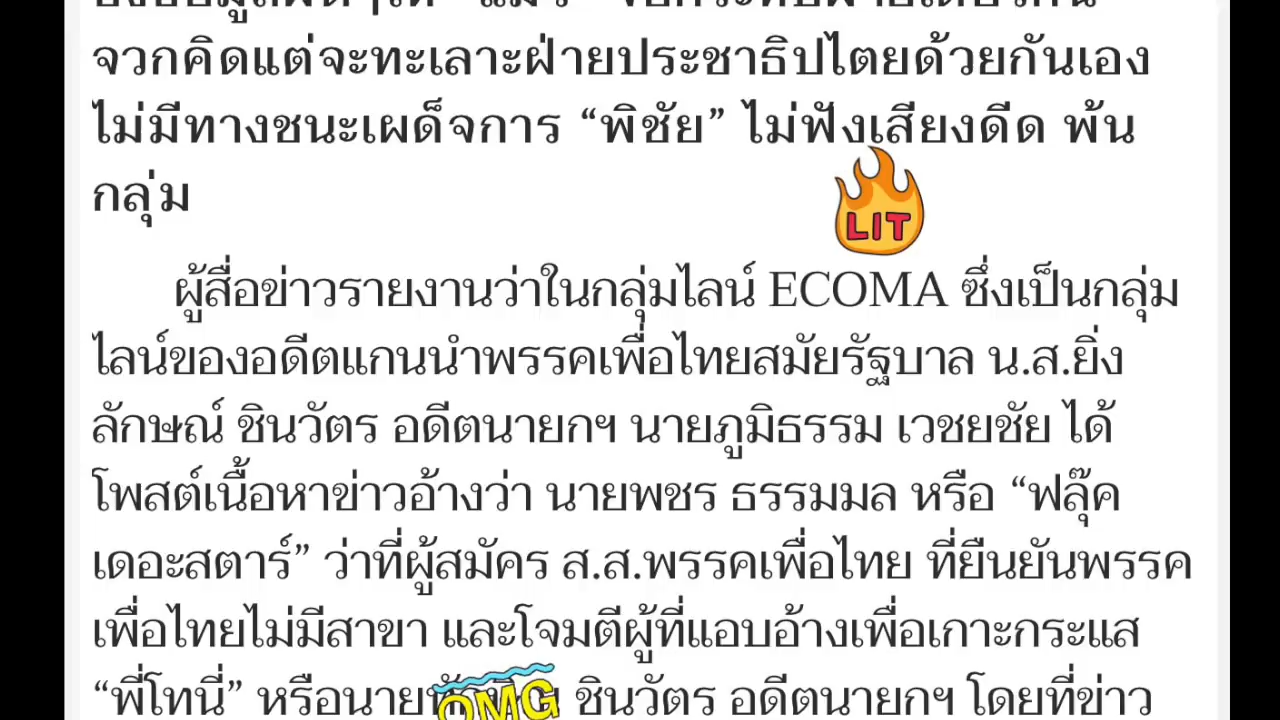 จวกคิดแต่จะทะเลาะฝ่ายประชาธิปไตยด้วยกันเอง
ไม่มีทางชนะเผด็จการ “พิชัย” ไม่ฟังเสียงดีด พ้น
กลุ่ม
LIT
ผู้สื่อข่าวรายงานว่าในกลุ่มไลน์ ECOMA ซึ่งเป็นกลุ่ม
ไลน์ของอดีตแกนนำพรรคเพื่อไทยสมัยรัฐบาล น.ส.ยิ่ง
ลักษณ์ ชินวัตร อดีตนายกฯ นายภูมิธรรม เวชยชัย ได้
โพสต์เนื้อหาข่าวอ้างว่า นายพชร ธรรมมล หรือ “ฟลุ๊ค
เดอะสตาร์” ว่าที่ผู้สมัคร ส.ส.พรรคเพื่อไทย ที่ยืนยันพรรค
เพื่อไทยไม่มีสาขา และโจมตีผู้ที่แอบอ้างเพื่อเกาะกระแส
“พี่โทนี่” หรือนาย ชินวัตร อดีตนายกฯ โดยที่ข่าว
OMG